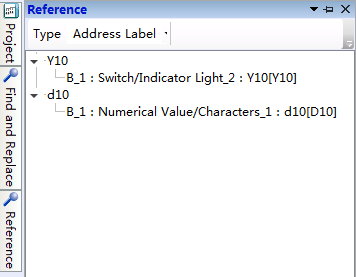 Reference
Type Address Label
Y10
B_1 : Switch/Indicator Light_2 : Y10[Y10]
d10
B_1 : Numerical Value/Characters_1 : d10[D10]
Project
Find and Replace
Reference